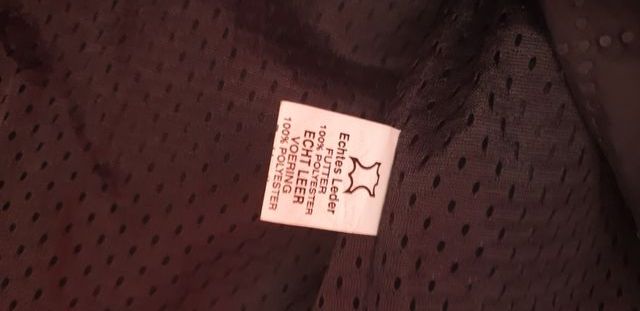 Echtes Leder
FUTTER
100% POLYESTER
ECHT LEER
VOERING
100% POLYESTER